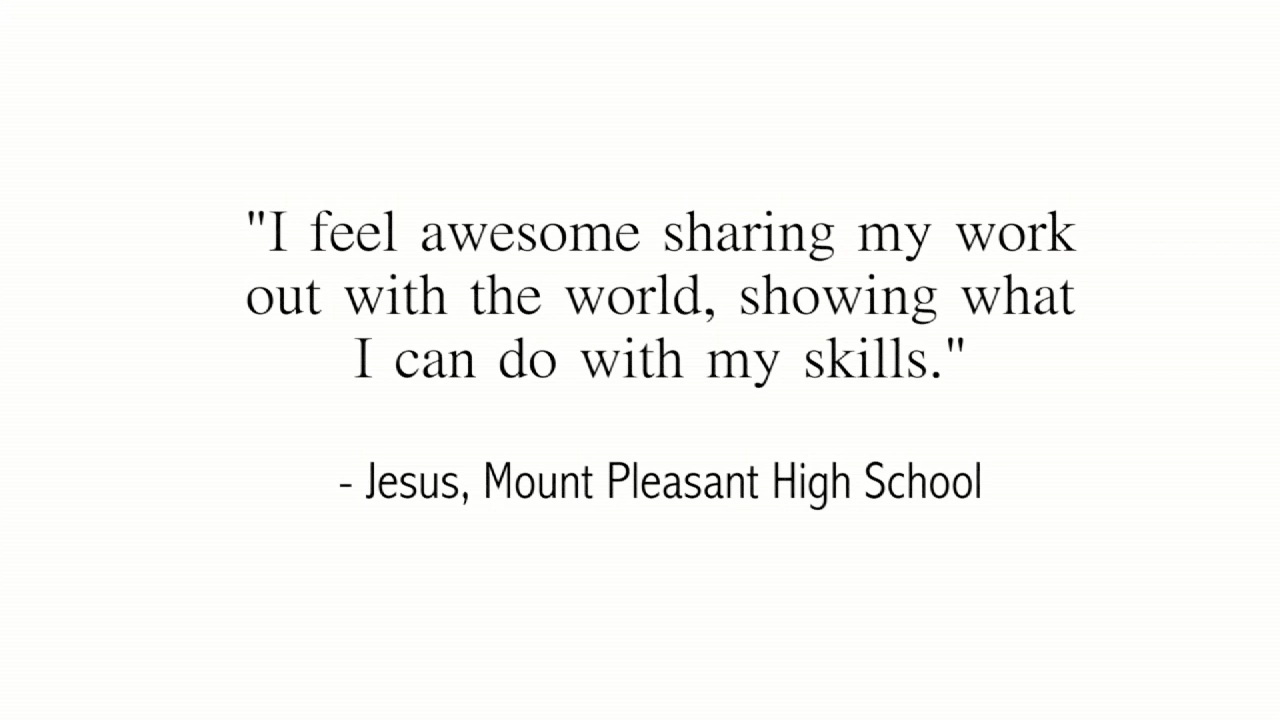 "I feel awesome sharing my work
out with the world, showing what
I can do with my skills."
- Jesus, Mount Pleasant High School